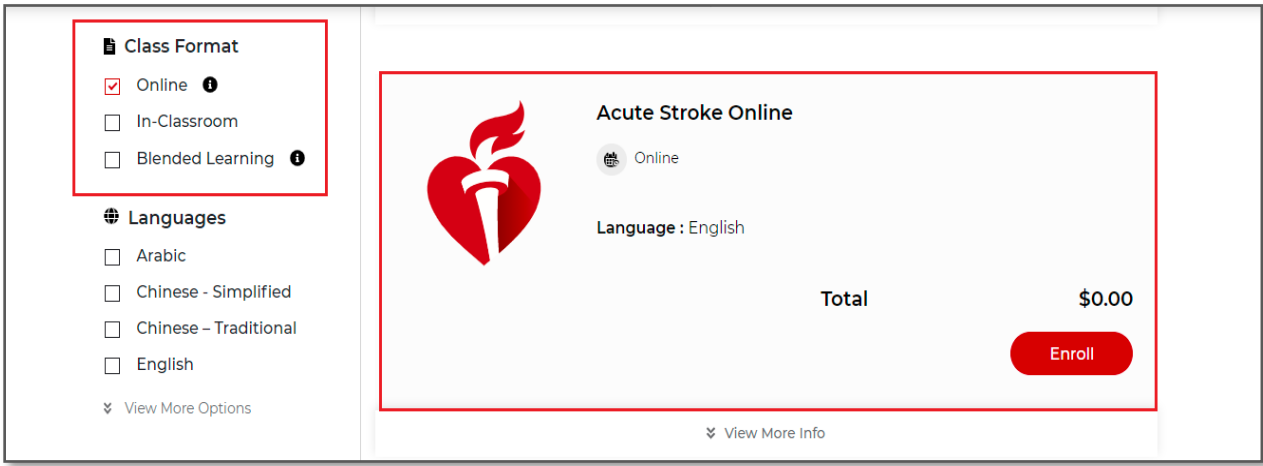 Class Format
Online
In-Classroom
Blended Learning
Languages
Arabic
Chinese - Simplified
Chinese – Traditional
English
View More Options
Acute Stroke Online
Online
Language : English
Total $0.00
Enroll
View More Info